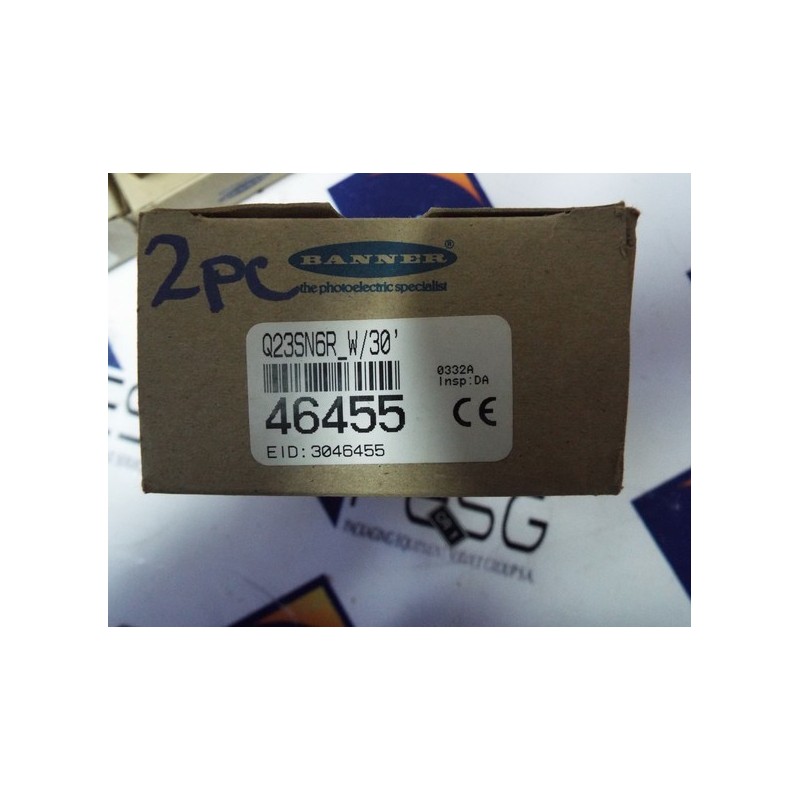 2PC
BANNER®
the photoelectric specialist
Q23SN6R_W/30'
0332A
Insp:DA
46455
CE
EID: 3046455